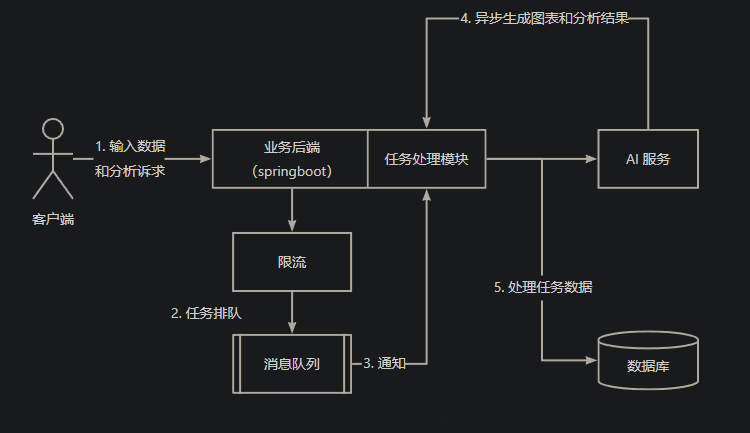 4. 异步生成图表和分析结果
1. 输入数据
和分析诉求
业务后端
（springboot）
任务处理模块
AI 服务
客户端
限流
2. 任务排队
5. 处理任务数据
消息队列
3. 通知
数据库